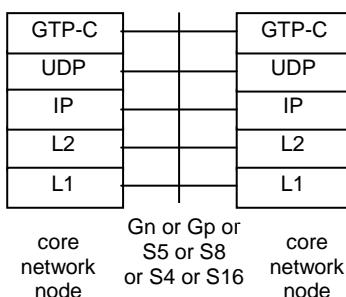 GTP-C GTP-C
UDP UDP
IP IP
L2 L2
L1 L1
core
network
node
Gn or Gp or
S5 or S8
or S4 or S16
core
network
node